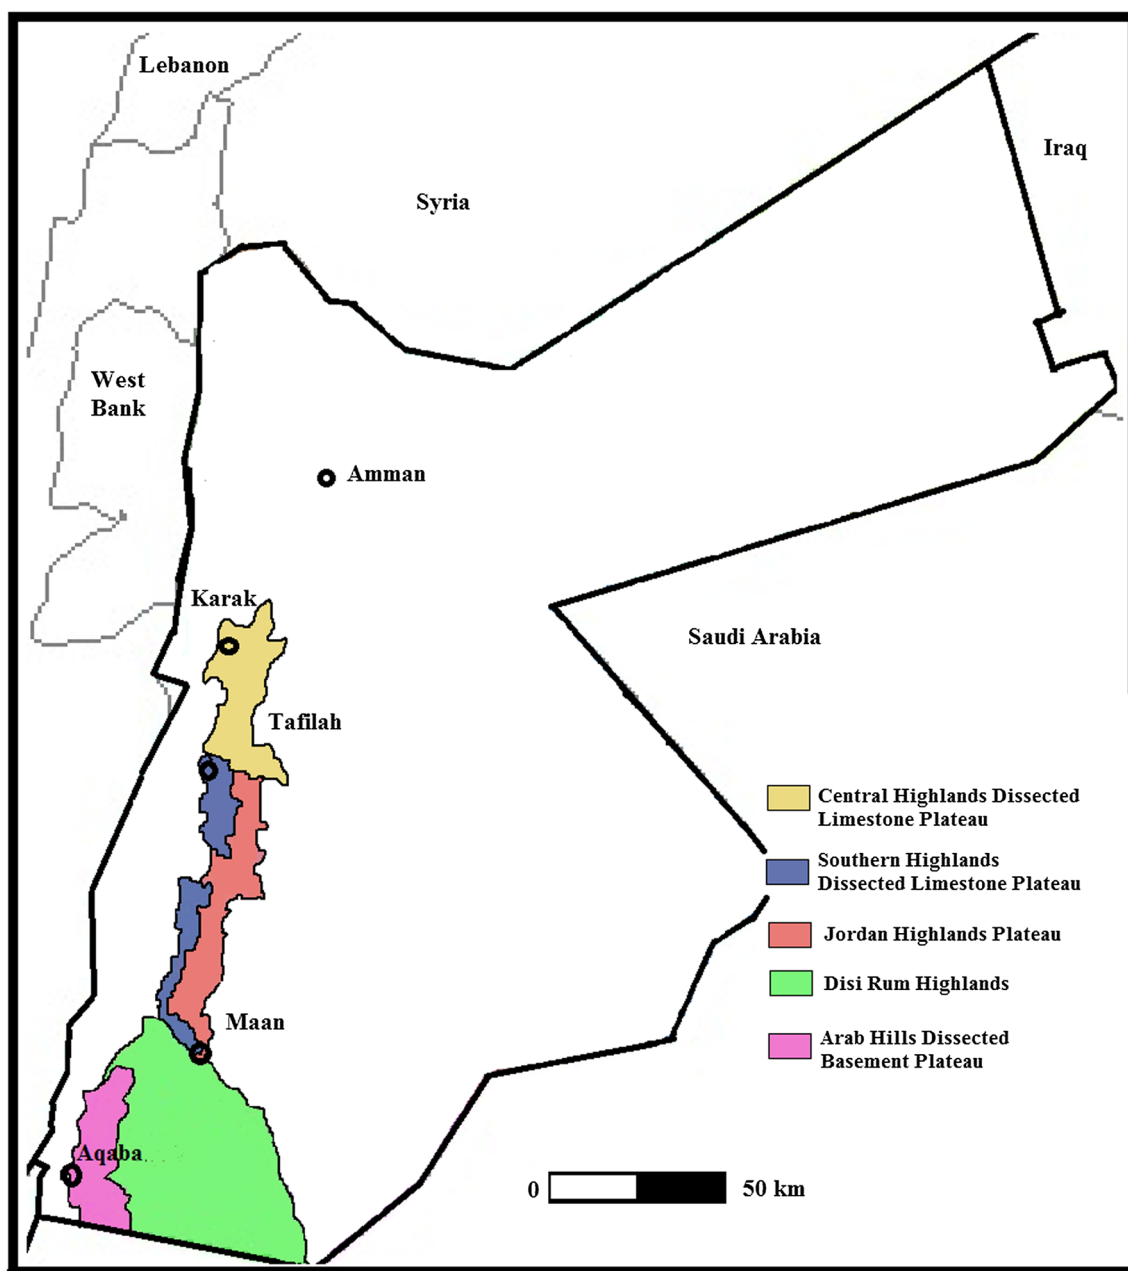 Lebanon
Iraq
Syria
West
Bank
Amman
Karak
Saudi Arabia
Tafilah
Central Highlands Dissected
Limestone Plateau
Southern Highlands
Dissected Limestone Plateau
Jordan Highlands Plateau
Disi Rum Highlands
Maan
Arab Hills Dissected
Basement Plateau
Aqaba
0
50 km